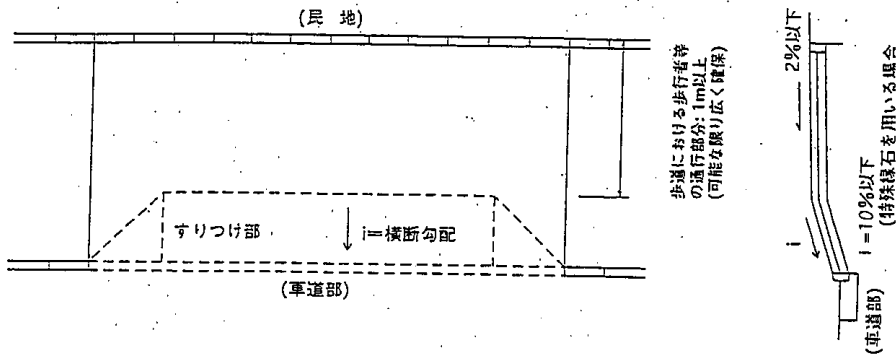 (民 地)
すりつけ部
i=横断勾配
(車道部)
歩道における歩行者等
の通行部分:1m以上
(可能な限り広く確保)
2%以下
i
i=10%以下
(特殊縁石を用いる場合
(車道部)